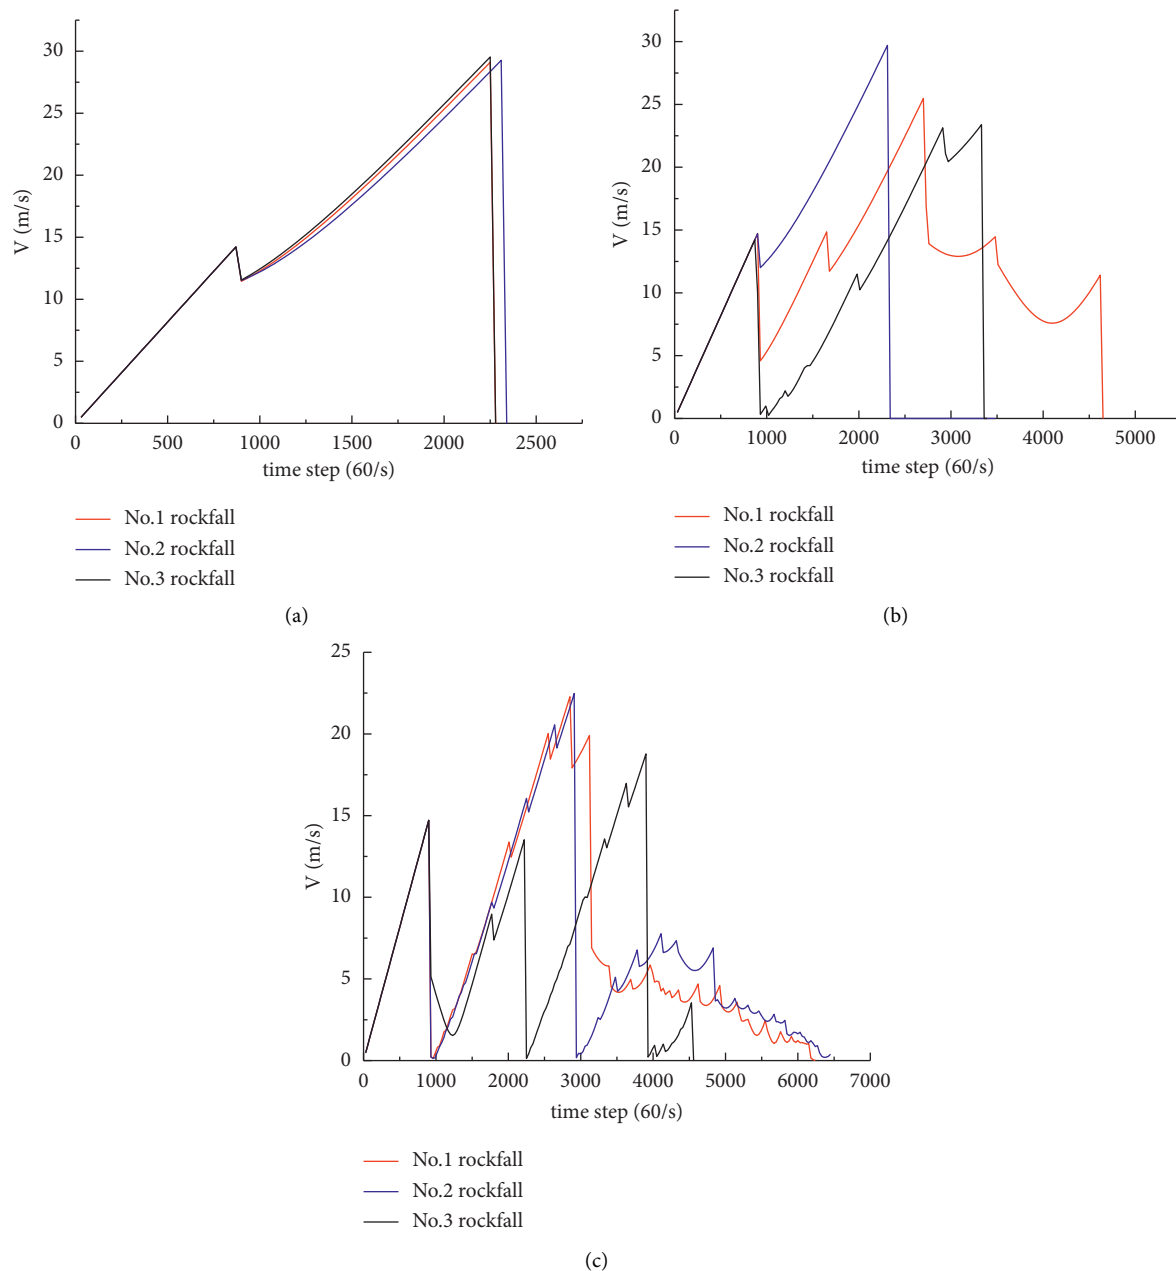 30
25
20
15
10
5
0
V (m/s)
500 1000 1500 2000 2500
time step (60/s)
No.1 rockfall
No.2 rockfall
No.3 rockfall
(a)
30
25
20
15
10
5
0
V (m/s)
0 1000 2000 3000 4000 5000
time step (60/s)
No.1 rockfall
No.2 rockfall
No.3 rockfall
(b)
25
20
15
10
5
0
V (m/s)
0 1000 2000 3000 4000 5000 6000 7000
time step (60/s)
No.1 rockfall
No.2 rockfall
No.3 rockfall
(c)